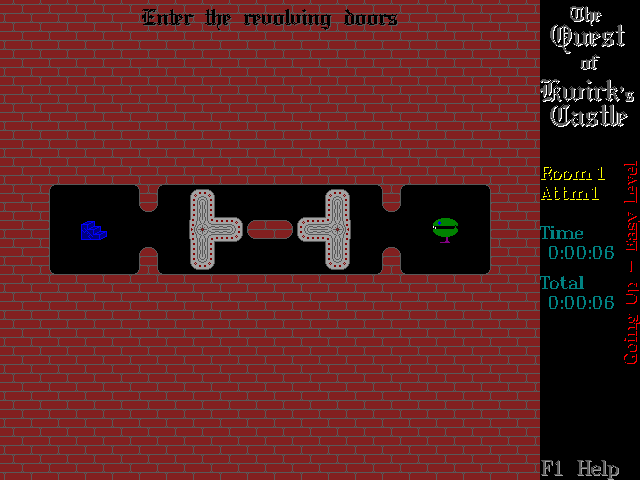 Enter the revolving doors
The
Quest
of
Kwirk's
Castle
Room 1
Attm 1
Time
0:00:06
Total
0:00:06
Going Up - Easy Level
F1 Help